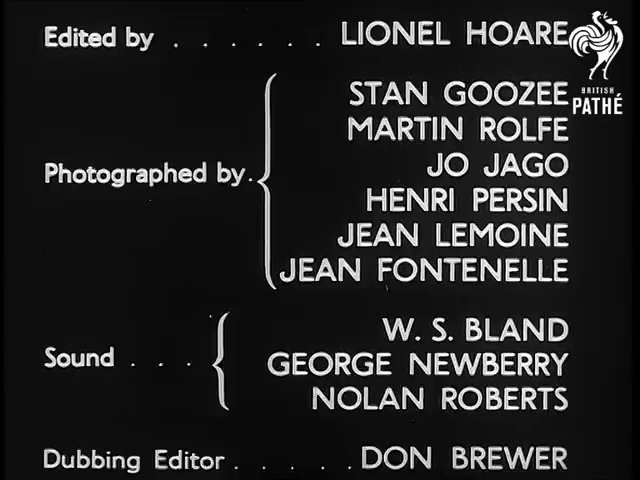 Edited by . . . . . . LIONEL HOARE
BRITISH
PATHÉ
STAN GOOZEE
MARTIN ROLFE
JO JAGO
Photographed by.
HENRI PERSIN
JEAN LEMOINE
JEAN FONTENELLE
W. S. BLAND
Sound . . . GEORGE NEWBERRY
NOLAN ROBERTS
Dubbing Editor . . . . . DON BREWER